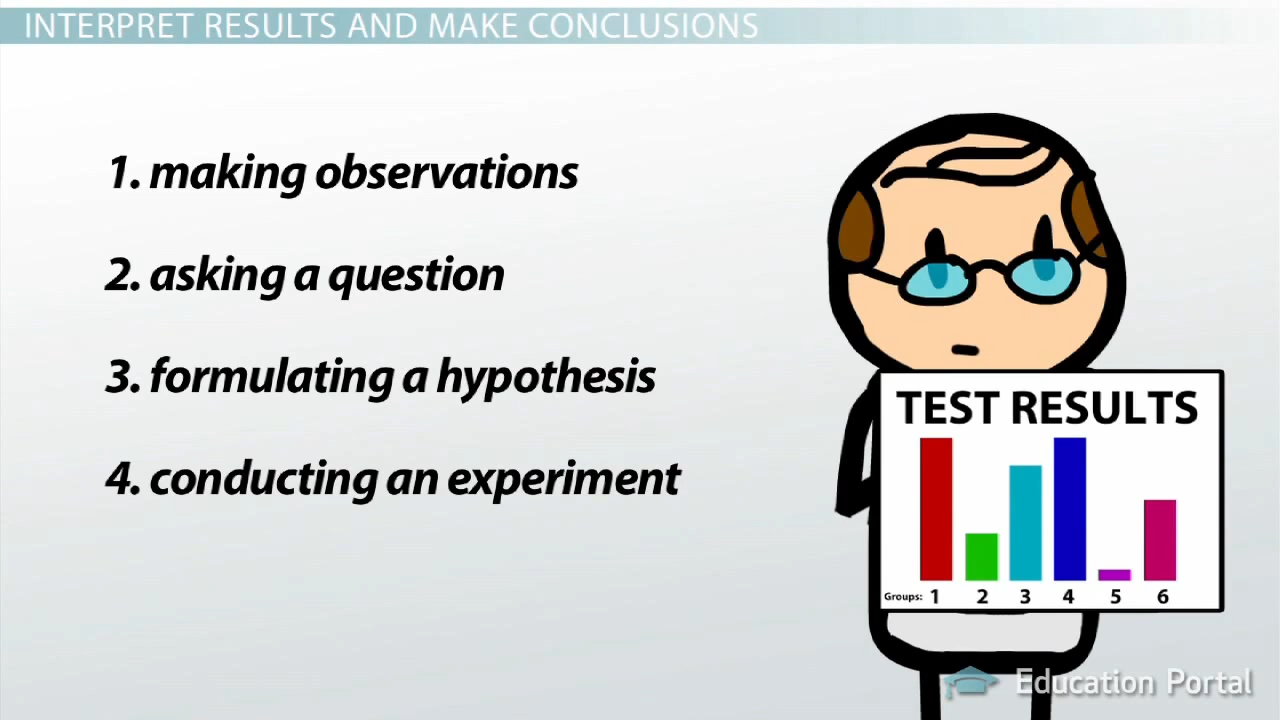 INTERPRET RESULTS AND MAKE CONCLUSIONS
1. making observations
2. asking a question
3. formulating a hypothesis
4. conducting an experiment
TEST RESULTS
Groups: 1 2 3 4 5 6
Education Portal